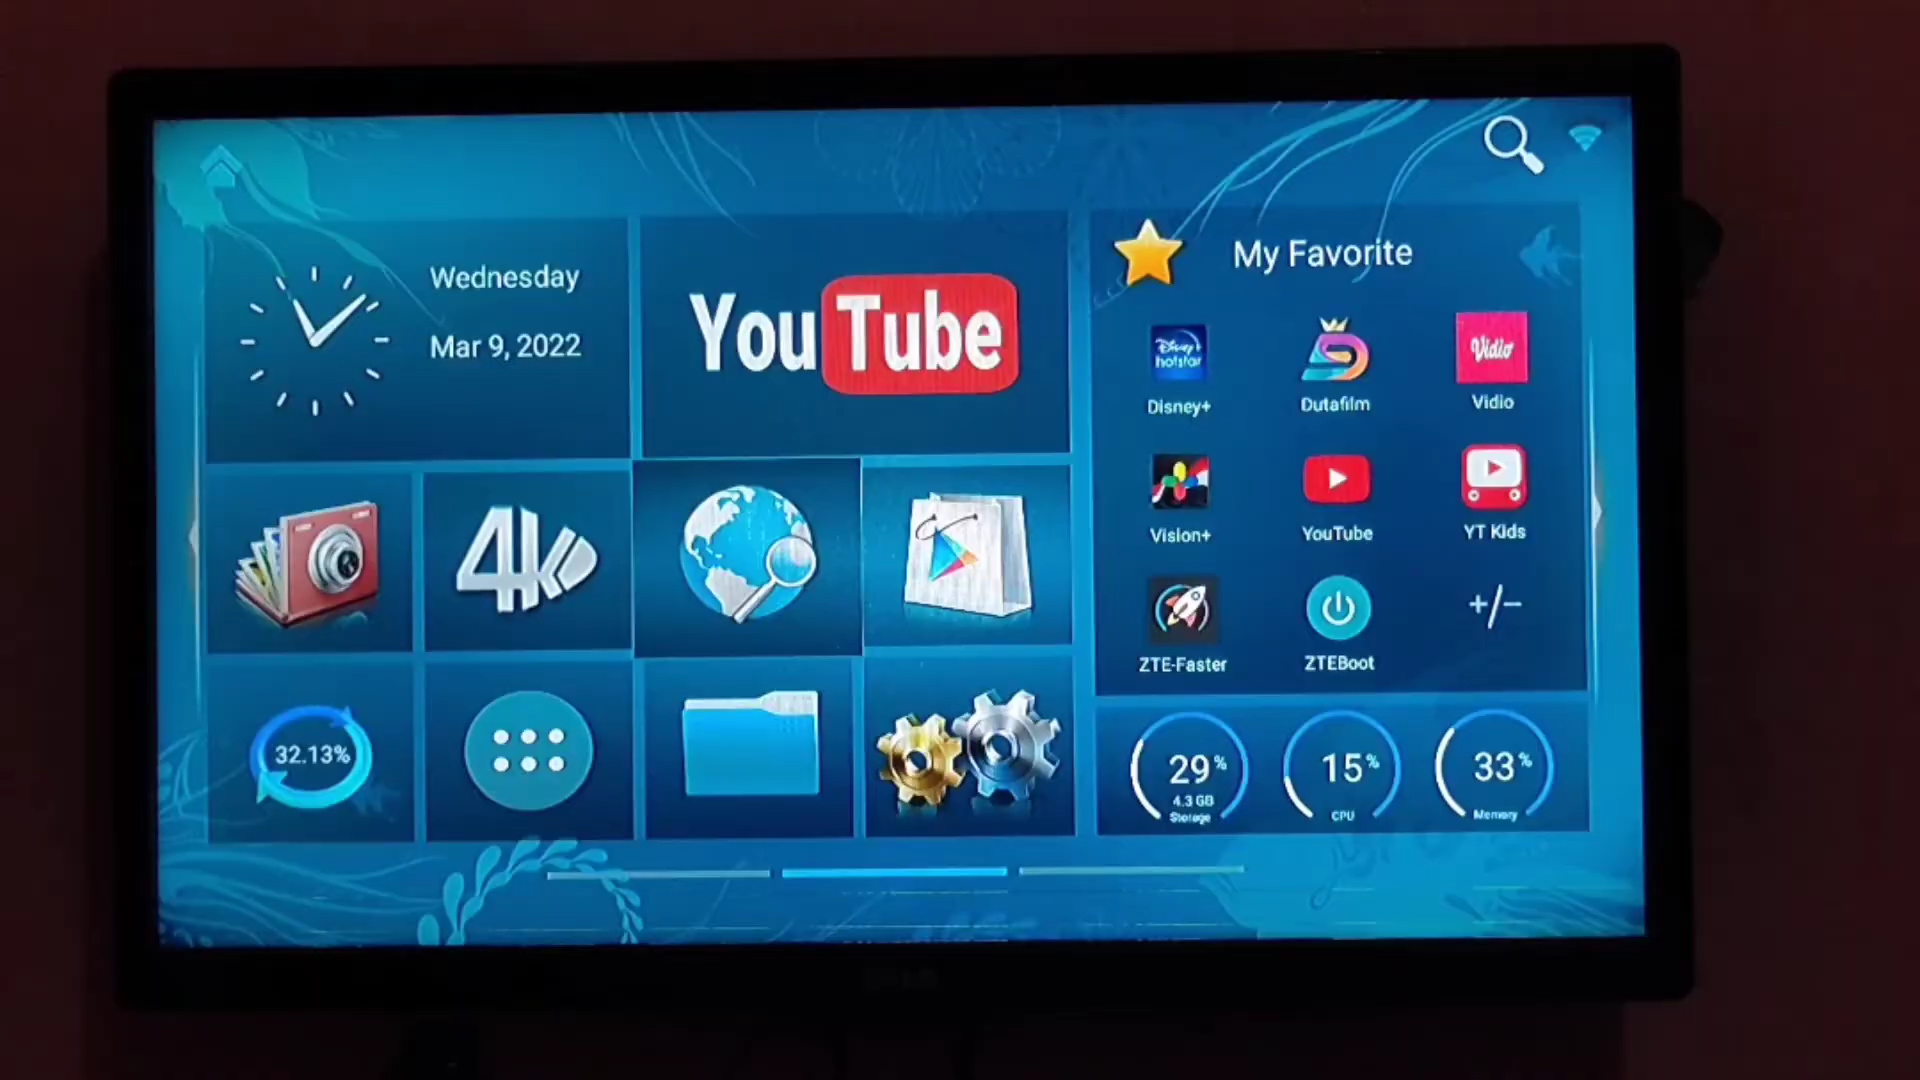 Wednesday
Mar 9, 2022
YouTube
My Favorite
Disney+ hotstar
Vidio
Disney+
Dutafilm
Vidio
Vision+
YouTube
YT Kids
+/−
ZTE-Faster
ZTEBoot
4K
32.13%
29%
4.3 GB
Storage
15%
CPU
33%
Memory